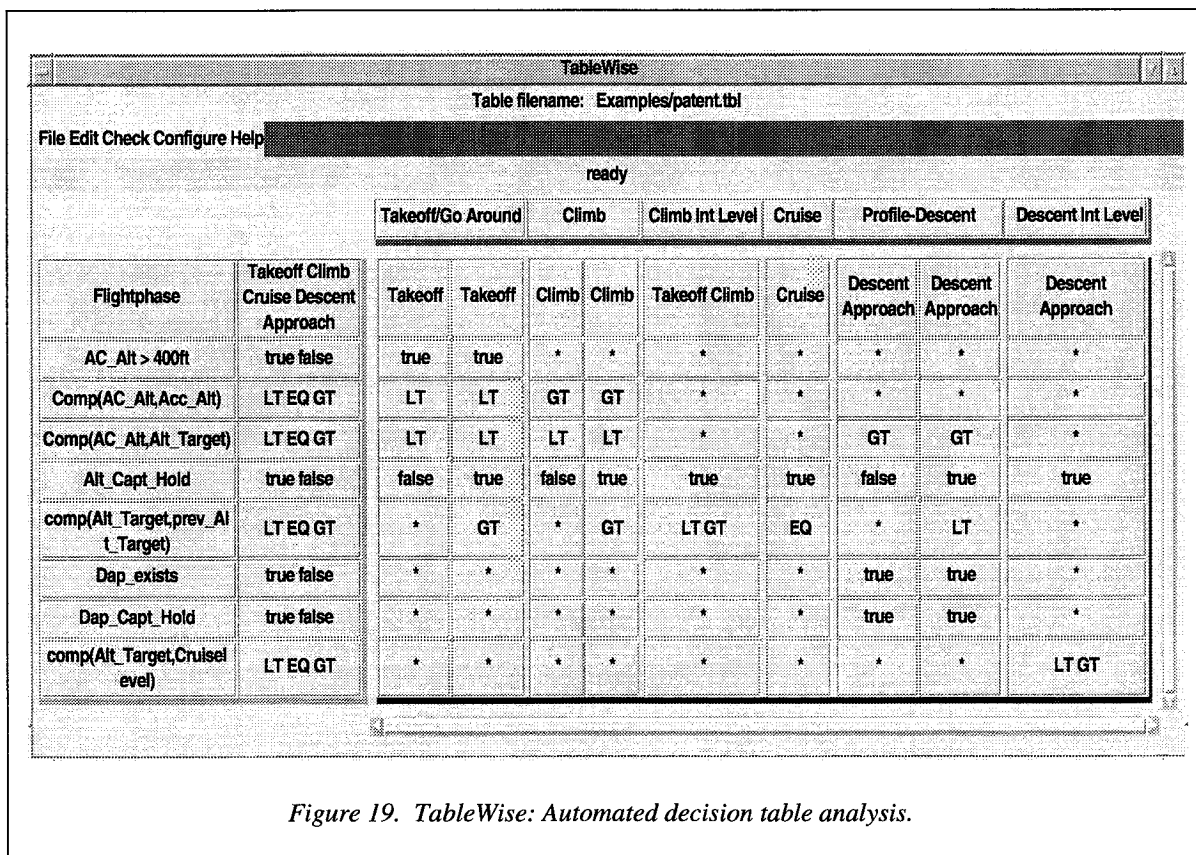 TableWise
Table filename: Examples/patent.tbl
File Edit Check Configure Help
ready
Takeoff/Go Around Climb Climb Int Level Cruise Profile-Descent Descent Int Level
Flightphase Takeoff Climb Cruise Descent Approach Takeoff Takeoff Climb Climb Takeoff Climb Cruise Descent Approach Descent Approach Descent Approach
AC_Alt > 400ft true false true true * * * * * * *
Comp(AC_Alt,Acc_Alt) LT EQ GT LT LT GT GT * * * * *
Comp(AC_Alt,Alt_Target) LT EQ GT LT LT LT LT * * GT GT *
Alt_Capt_Hold true false false true false true true true false true true
comp(Alt_Target,prev_Al
t_Target) LT EQ GT * GT * GT LT GT EQ * LT *
Dap_exists true false * * * * * * true true *
Dap_Capt_Hold true false * * * * * * true true *
comp(Alt_Target,Cruisel
evel) LT EQ GT * * * * * * * * LT GT
Figure 19. TableWise: Automated decision table analysis.